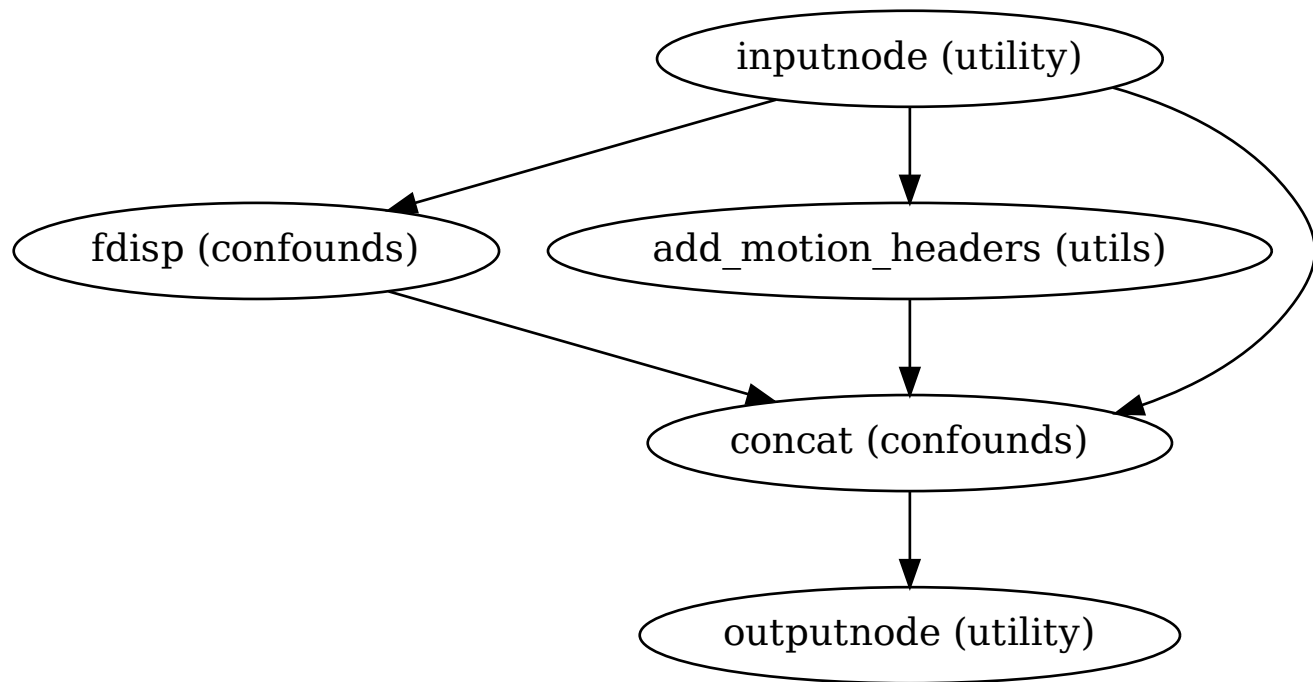 inputnode (utility)
fdisp (confounds)
add_motion_headers (utils)
concat (confounds)
outputnode (utility)